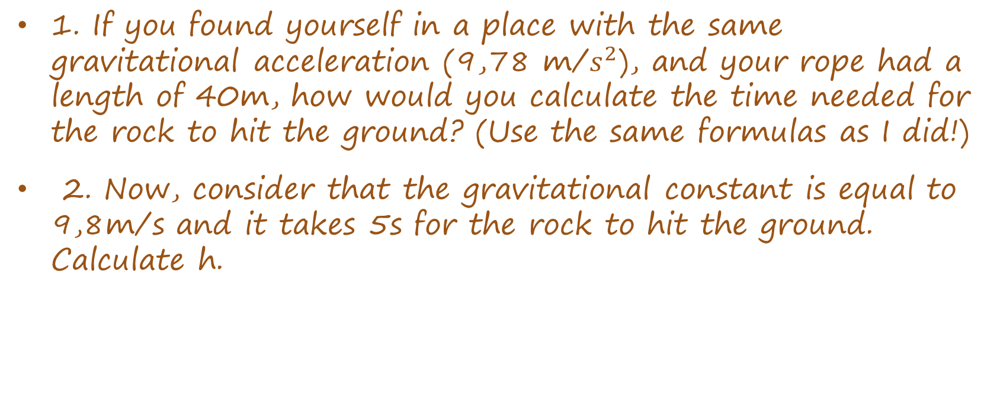 • 1. If you found yourself in a place with the same
gravitational acceleration (9,78 m/s²), and your rope had a
length of 40m, how would you calculate the time needed for
the rock to hit the ground? (Use the same formulas as I did!)
• 2. Now, consider that the gravitational constant is equal to
9,8m/s and it takes 5s for the rock to hit the ground.
Calculate h.